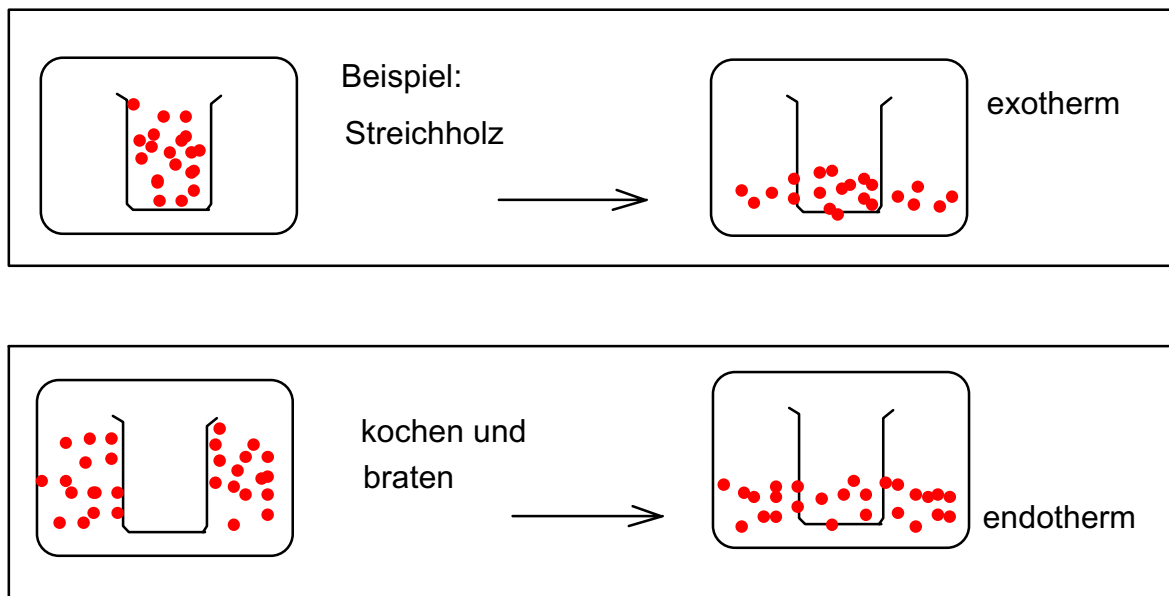 Beispiel:
Streichholz
exotherm
kochen und
braten
endotherm